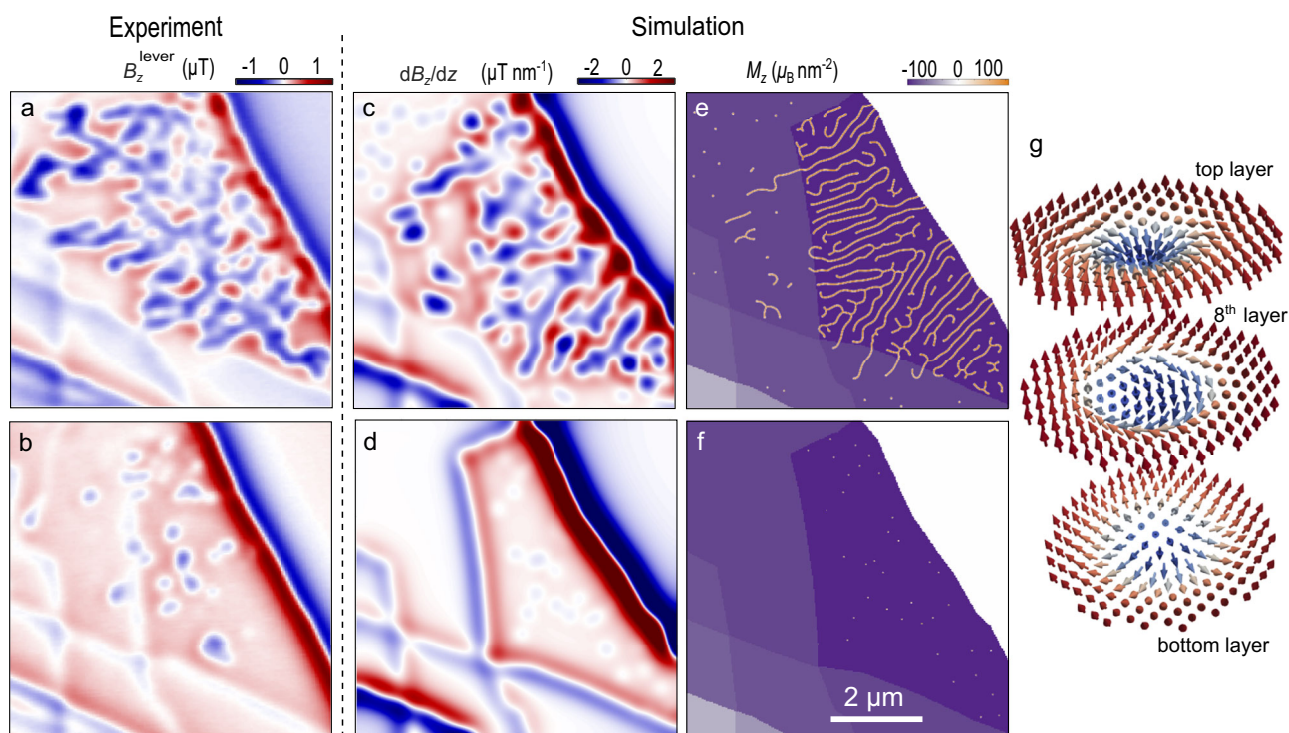 Experiment
Simulation
B_z^lever (µT)
-1 0 1
dB_z/dz (µT nm⁻¹)
-2 0 2
M_z (µ_B nm⁻²)
-100 0 100
a
c
e
g
top layer
8th layer
bottom layer
b
d
f
2 µm